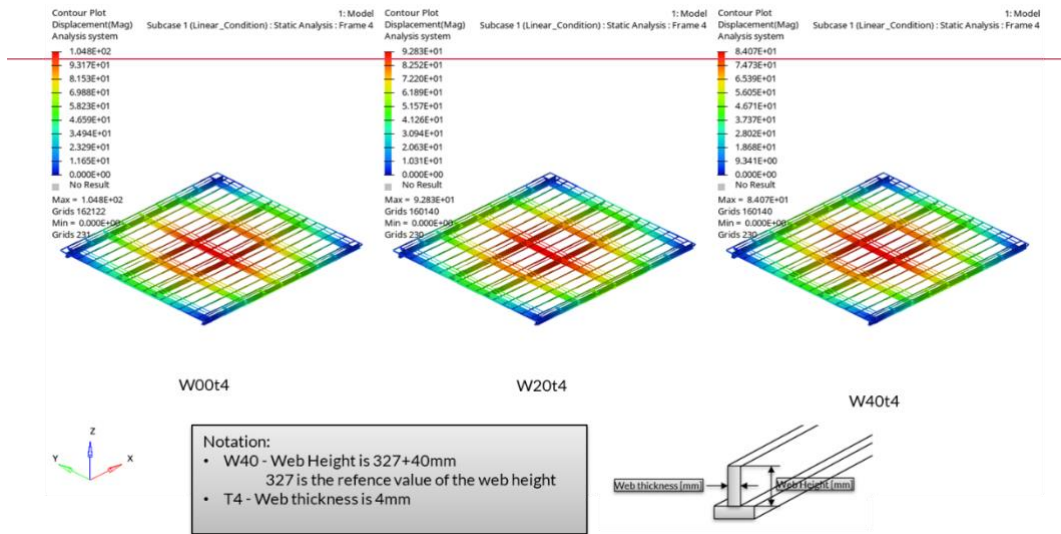 Contour Plot
Displacement(Mag)
Analysis system
1.048E+02
9.317E+01
8.153E+01
6.988E+01
5.823E+01
4.659E+01
3.494E+01
2.329E+01
1.165E+01
0.000E+00
No Result
Max = 1.048E+02
Grids 162122
Min = 0.000E+00
Grids 231
1: Model
Subcase 1 (Linear_Condition) : Static Analysis : Frame 4
W00t4
Contour Plot
Displacement(Mag)
Analysis system
9.283E+01
8.252E+01
7.220E+01
6.189E+01
5.157E+01
4.126E+01
3.094E+01
2.063E+01
1.031E+01
0.000E+00
No Result
Max = 9.283E+01
Grids 160140
Min = 0.000E+00
Grids 230
1: Model
Subcase 1 (Linear_Condition) : Static Analysis : Frame 4
W20t4
Contour Plot
Displacement(Mag)
Analysis system
8.407E+01
7.473E+01
6.539E+01
5.605E+01
4.671E+01
3.737E+01
2.802E+01
1.868E+01
9.341E+00
0.000E+00
No Result
Max = 8.407E+01
Grids 160140
Min = 0.000E+00
Grids 230
1: Model
Subcase 1 (Linear_Condition) : Static Analysis : Frame 4
W40t4
Z
Y
X
Notation:
• W40 - Web Height is 327+40mm
327 is the refence value of the web height
• T4 - Web thickness is 4mm
Web thickness [mm]
Web Height [mm]